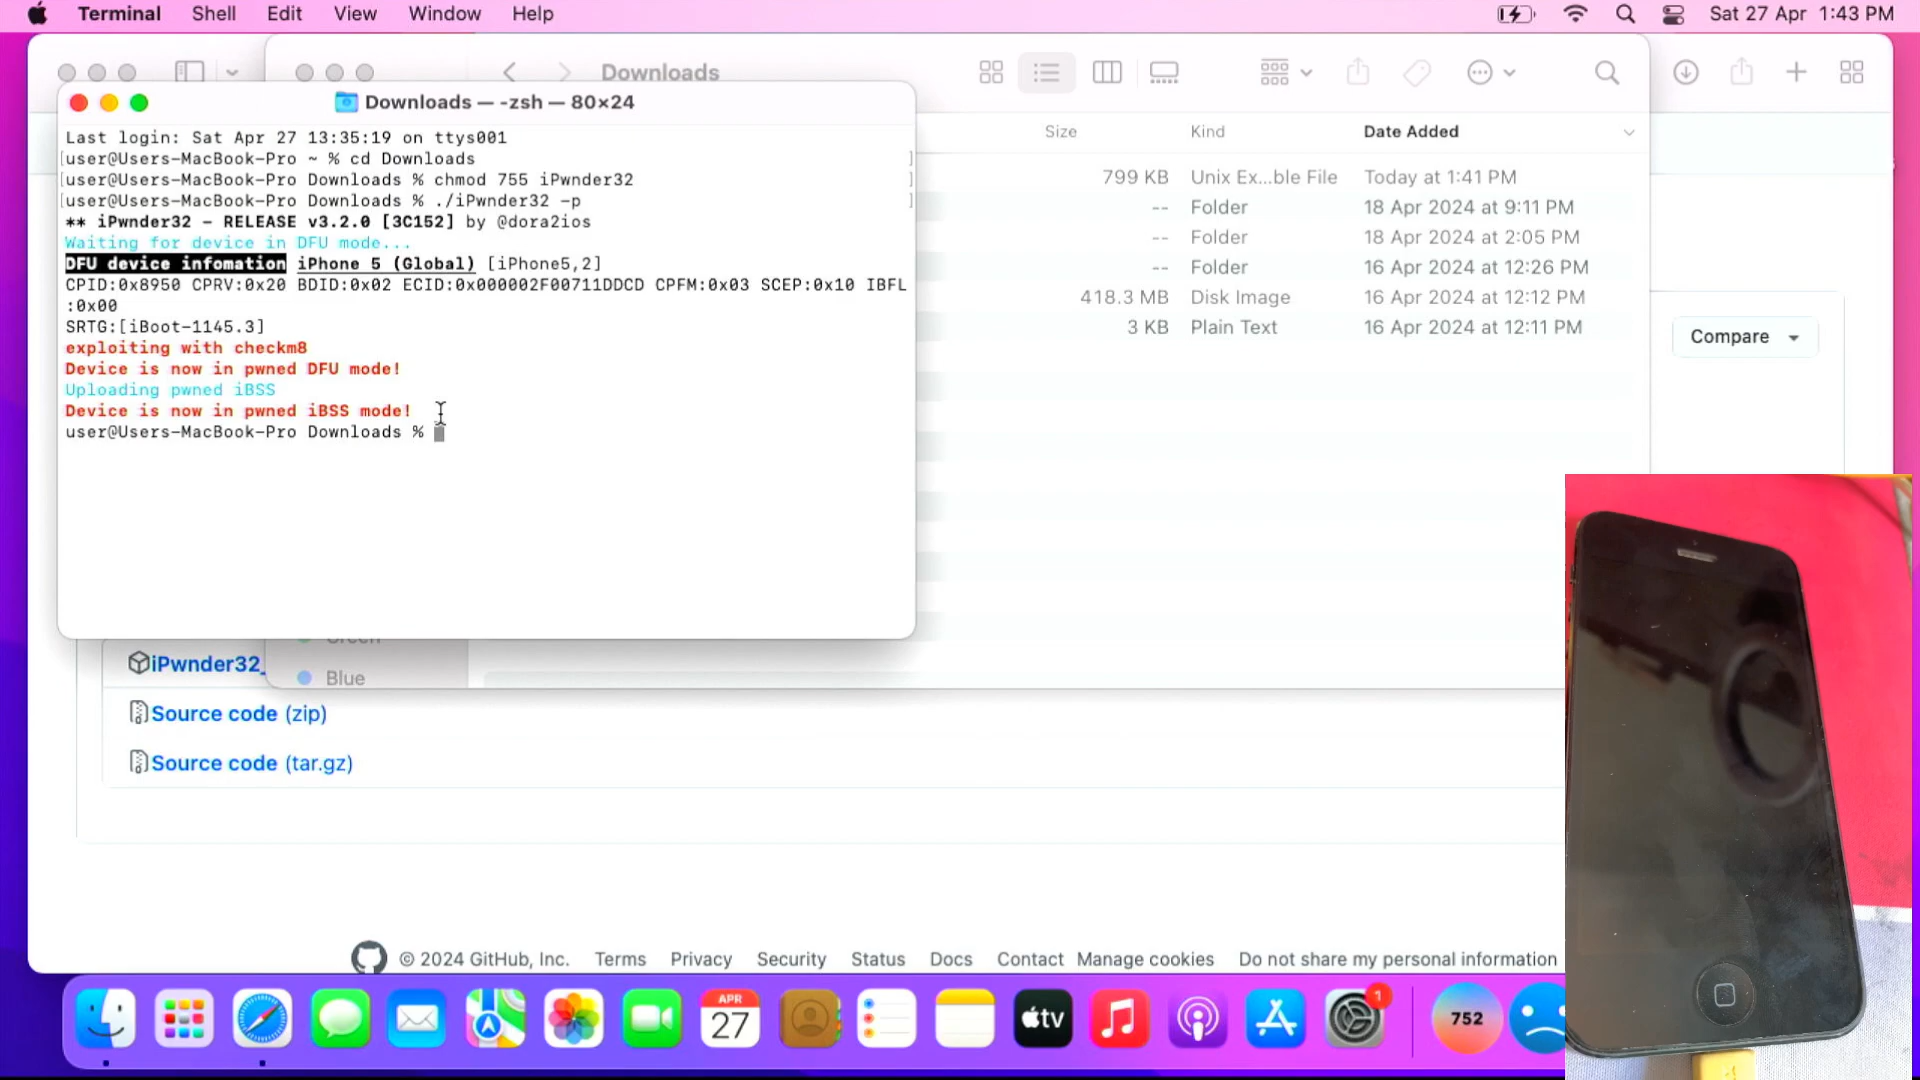 Terminal Shell Edit View Window Help Sat 27 Apr 1:43 PM
Downloads
Downloads — -zsh — 80×24
Last login: Sat Apr 27 13:35:19 on ttys001
[user@Users-MacBook-Pro ~ % cd Downloads ]
[user@Users-MacBook-Pro Downloads % chmod 755 iPwnder32 ]
[user@Users-MacBook-Pro Downloads % ./iPwnder32 -p ]
** iPwnder32 - RELEASE v3.2.0 [3C152] by @dora2ios
Waiting for device in DFU mode...
DFU device infomation iPhone 5 (Global) [iPhone5,2]
CPID:0x8950 CPRV:0x20 BDID:0x02 ECID:0x000002F00711DDCD CPFM:0x03 SCEP:0x10 IBFL
:0x00
SRTG:[iBoot-1145.3]
exploiting with checkm8
Device is now in pwned DFU mode!
Uploading pwned iBSS
Device is now in pwned iBSS mode!
user@Users-MacBook-Pro Downloads %
Size Kind Date Added
799 KB Unix Ex...ble File Today at 1:41 PM
-- Folder 18 Apr 2024 at 9:11 PM
-- Folder 18 Apr 2024 at 2:05 PM
-- Folder 16 Apr 2024 at 12:26 PM
418.3 MB Disk Image 16 Apr 2024 at 12:12 PM
3 KB Plain Text 16 Apr 2024 at 12:11 PM
Compare
Green
Blue
iPwnder32_
Source code (zip)
Source code (tar.gz)
© 2024 GitHub, Inc. Terms Privacy Security Status Docs Contact Manage cookies Do not share my personal information
APR
27
tv
1
752